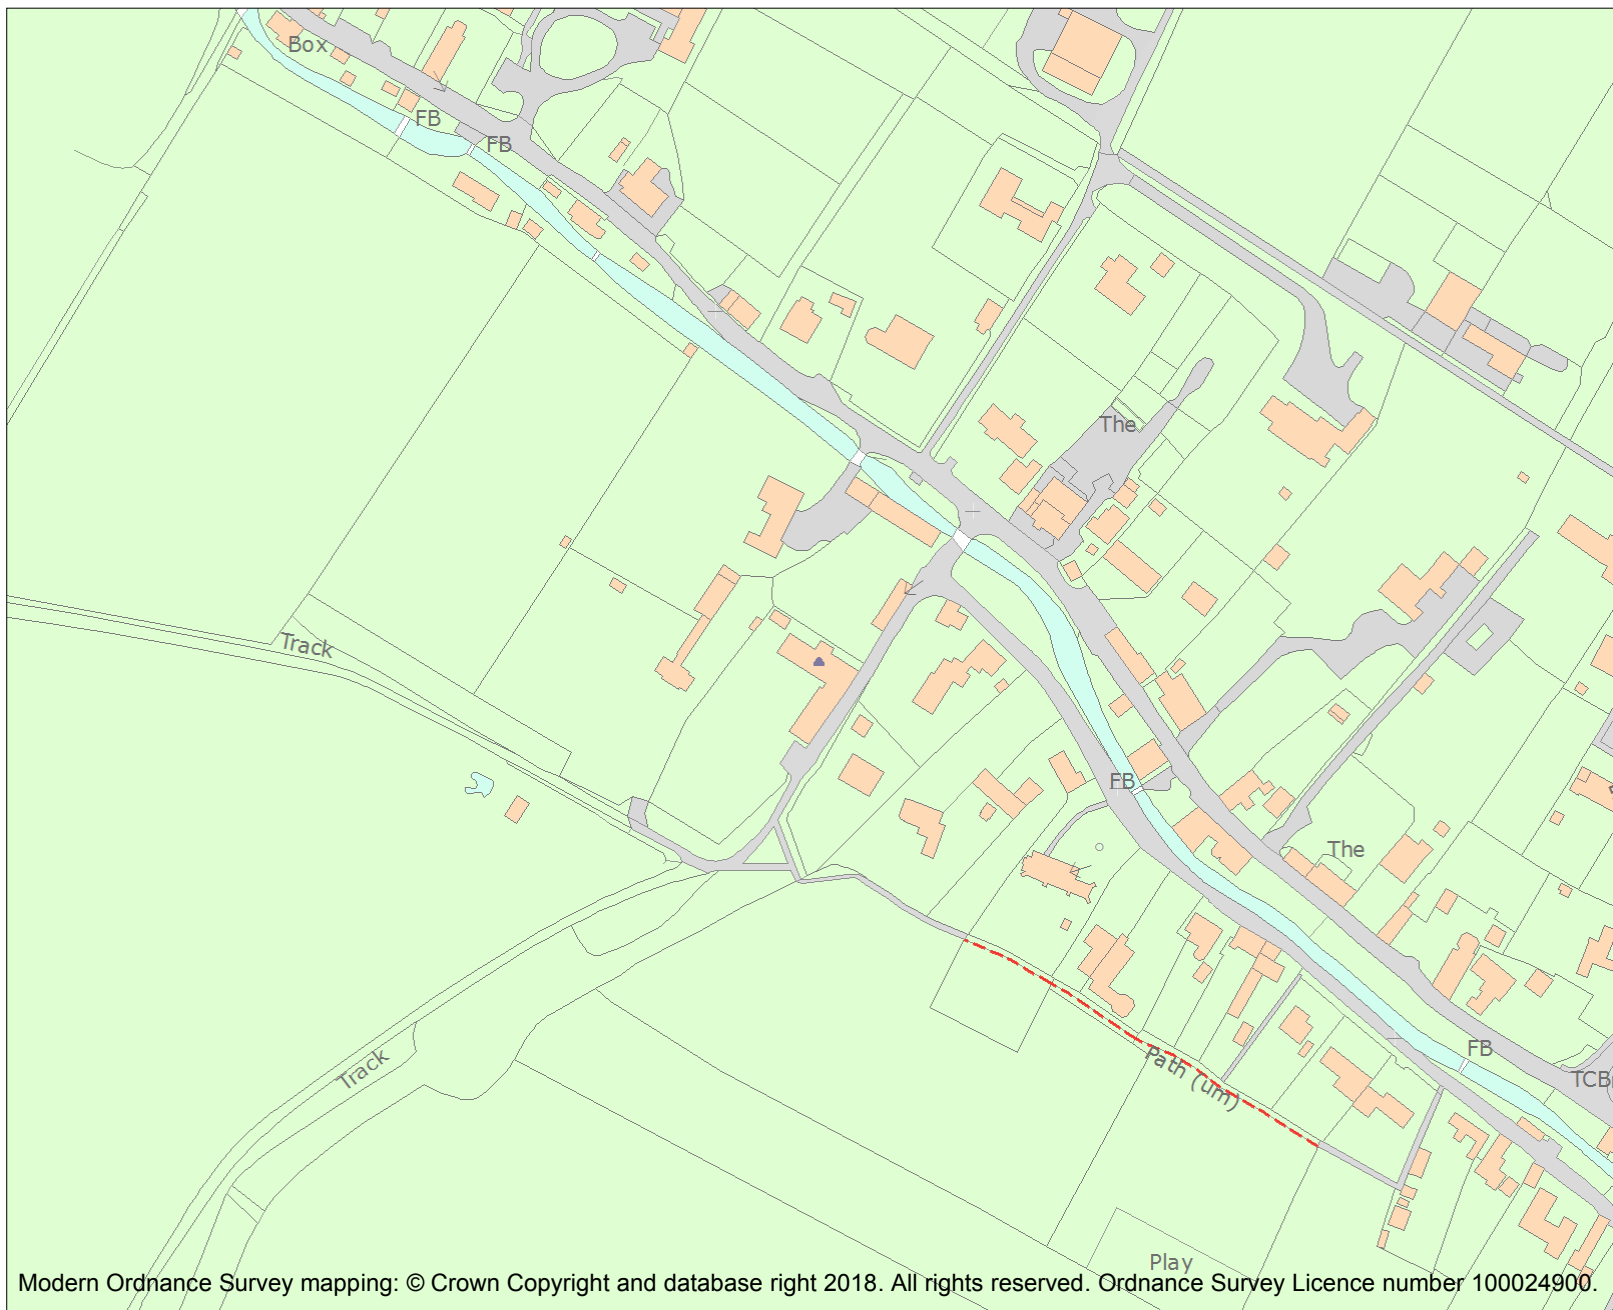 Box
FB
FB
The
Track
FB
The
Track
Path (um)
FB
TCB
Play
Modern Ordnance Survey mapping: © Crown Copyright and database right 2018. All rights reserved. Ordnance Survey Licence number 100024900.